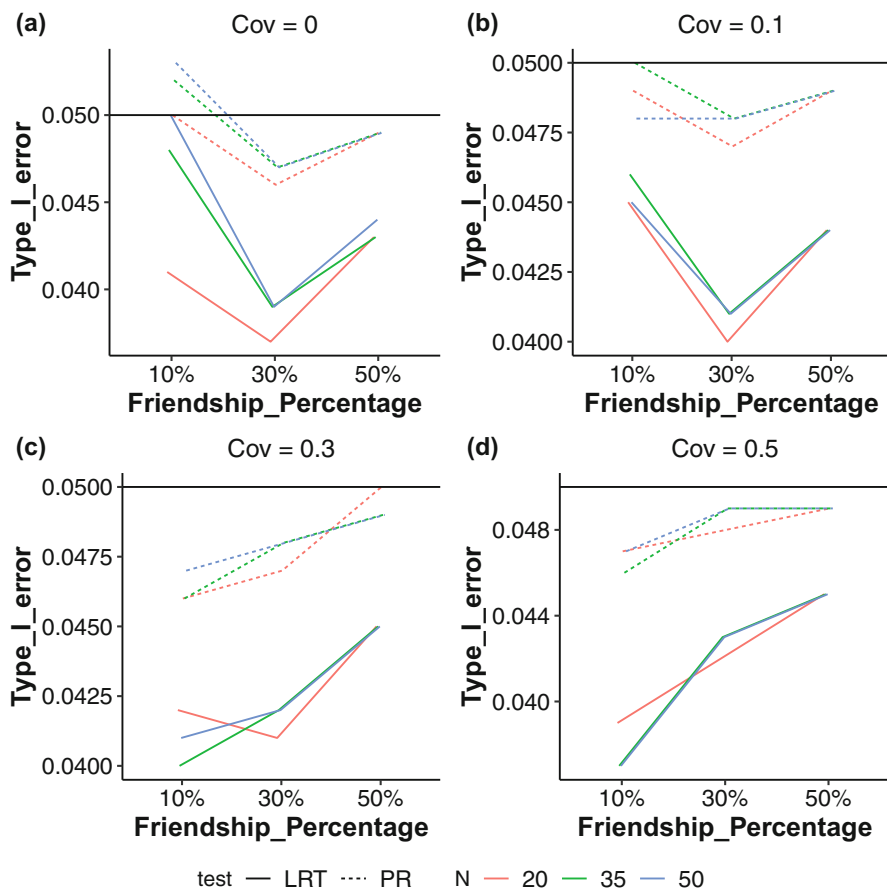 (a) Cov = 0
0.050
0.045
0.040
Type_I_error
10% 30% 50%
Friendship_Percentage
(b) Cov = 0.1
0.0500
0.0475
0.0450
0.0425
0.0400
Type_I_error
10% 30% 50%
Friendship_Percentage
(c) Cov = 0.3
0.0500
0.0475
0.0450
0.0425
0.0400
Type_I_error
10% 30% 50%
Friendship_Percentage
(d) Cov = 0.5
0.048
0.044
0.040
Type_I_error
10% 30% 50%
Friendship_Percentage
test LRT PR N 20 35 50